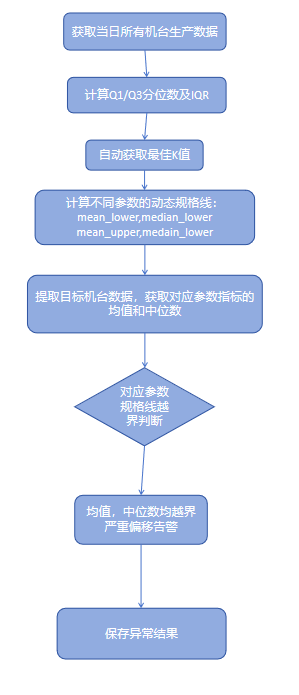 获取当日所有机台生产数据
计算Q1/Q3分位数及IQR
自动获取最佳K值
计算不同参数的动态规格线：
mean_lower,median_lower
mean_upper,medain_lower
提取目标机台数据，获取对应参数指标的
均值和中位数
对应参数
规格线越
界判断
均值，中位数均越界
严重偏移告警
保存异常结果